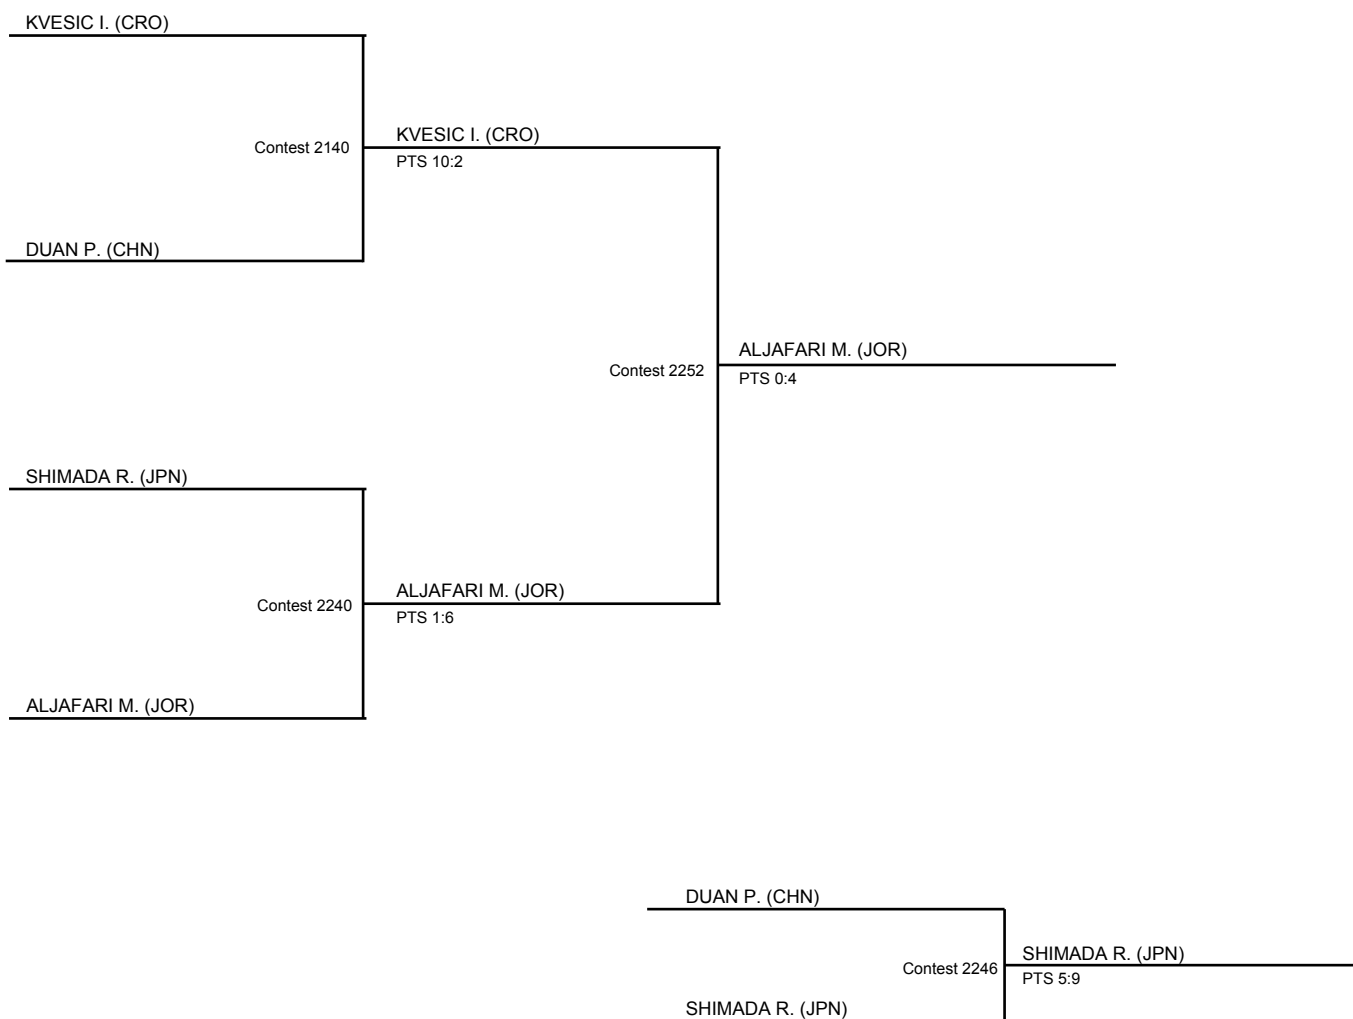 KVESIC I. (CRO)
Contest 2140
KVESIC I. (CRO)
PTS 10:2
DUAN P. (CHN)
Contest 2252
ALJAFARI M. (JOR)
PTS 0:4
SHIMADA R. (JPN)
Contest 2240
ALJAFARI M. (JOR)
PTS 1:6
ALJAFARI M. (JOR)
DUAN P. (CHN)
Contest 2246
SHIMADA R. (JPN)
PTS 5:9
SHIMADA R. (JPN)